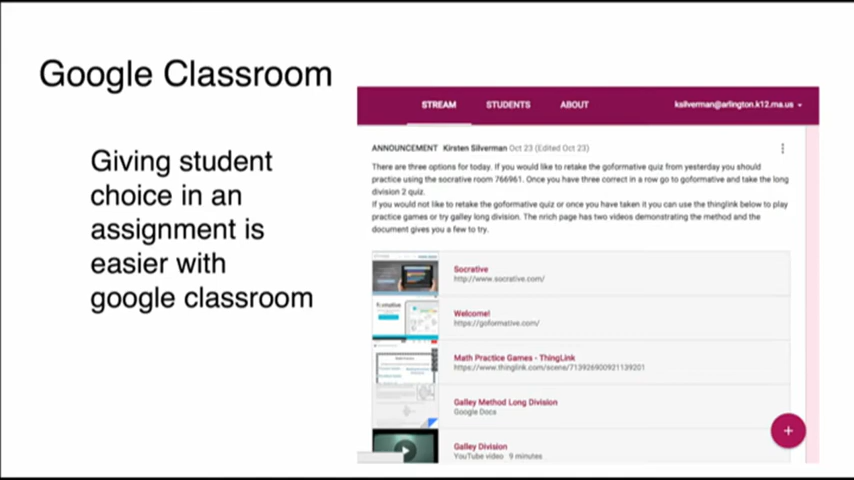 Google Classroom
Giving student
choice in an
assignment is
easier with
google classroom
STREAM STUDENTS ABOUT ksilverman@arlington.k12.ma.us
ANNOUNCEMENT Kirsten Silverman Oct 23 (Edited Oct 23)
There are three options for today. If you would like to retake the goformative quiz from yesterday you should
practice using the socrative room 766961. Once you have three correct in a row go to goformative and take the long
division 2 quiz.
If you would not like to retake the goformative quiz or once you have taken it you can use the thinglink below to play
practice games or try galley long division. The nrich page has two videos demonstrating the method and the
document gives you a few to try.
Socrative
http://www.socrative.com/
Welcome!
https://goformative.com/
Math Practice Games - ThingLink
https://www.thinglink.com/scene/713926900921139201
Galley Method Long Division
Google Docs
Galley Division
YouTube video 9 minutes
+